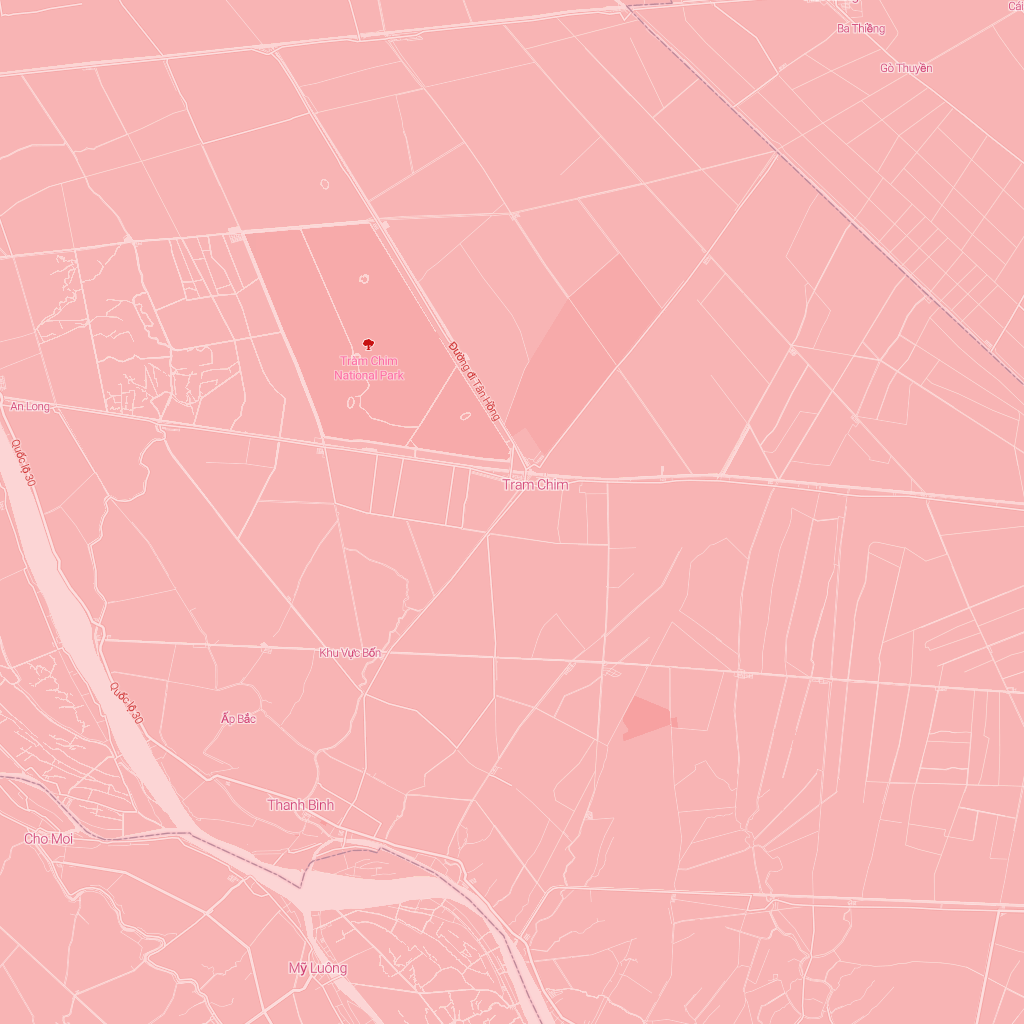 Cái
Ba Thiềng
Gò Thuyền
Tràm Chim
National Park
Đường đi Tân Hồng
An Long
Quốc lộ 30
Tram Chim
Khu Vực Bốn
Quốc lộ 30
Ấp Bắc
Thanh Bình
Cho Moi
Mỹ Luông